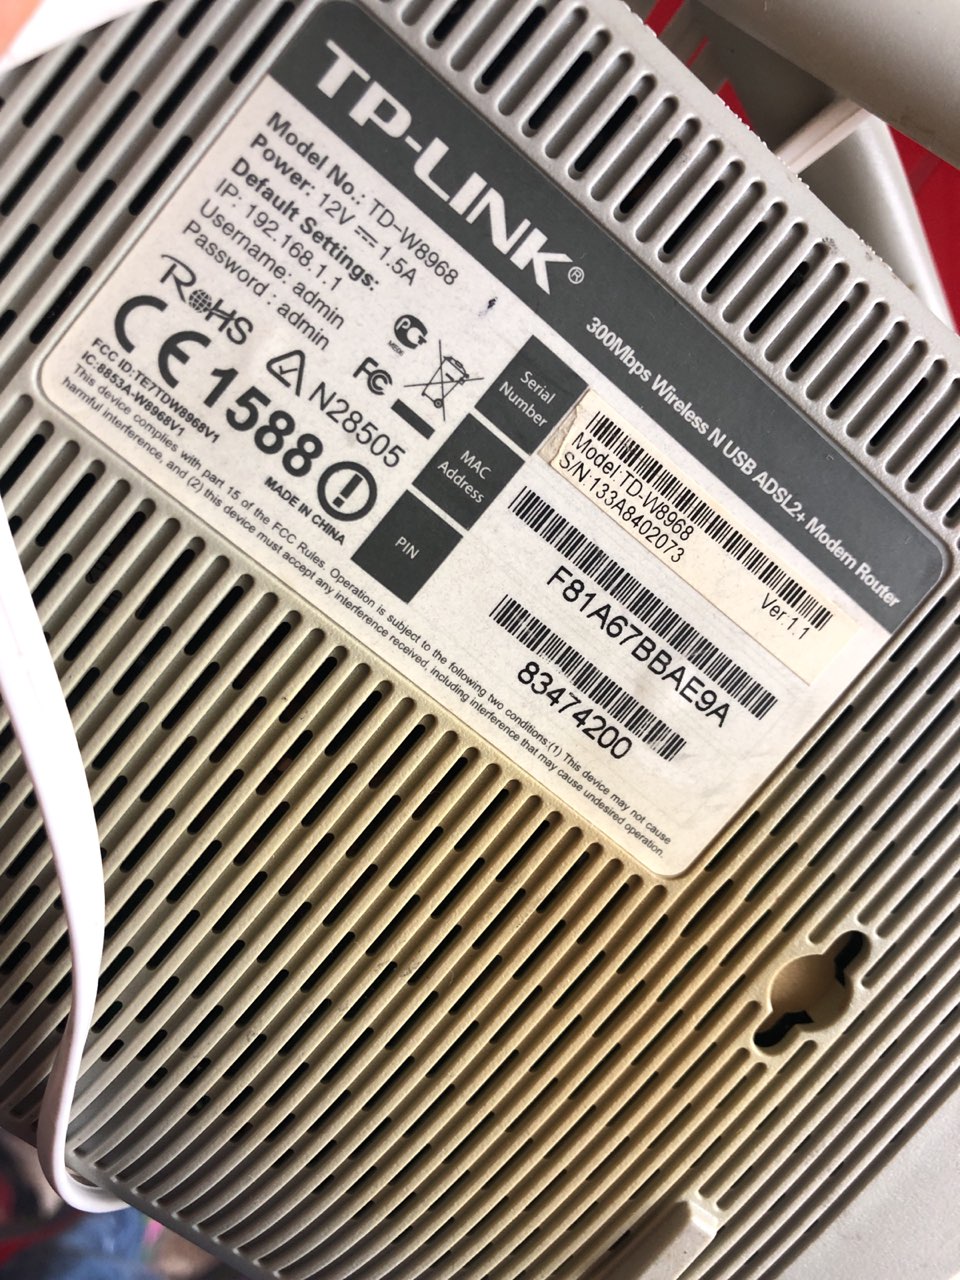 TP-LINK®
300Mbps Wireless N USB ADSL2+ Modem Router
Model No.: TD-W8968
Power: 12V ⎓ 1.5A
Default Settings:
IP: 192.168.1.1
Username: admin
Password : admin
RoHS
N28505
FC
PG
CE1588
FCC ID:TE7TDW8968V1
IC:8853A-W8968V1
MADE IN CHINA
This device complies with part 15 of the FCC Rules. Operation is subject to the following two conditions:(1) This device may not cause
harmful interference, and (2) this device must accept any interference received, including interference that may cause undesired operation.
Serial
Number
Model:TD-W8968 Ver:1.1
S/N:133A8402073
MAC
Address
F81A67BBAE9A
PIN
83474200